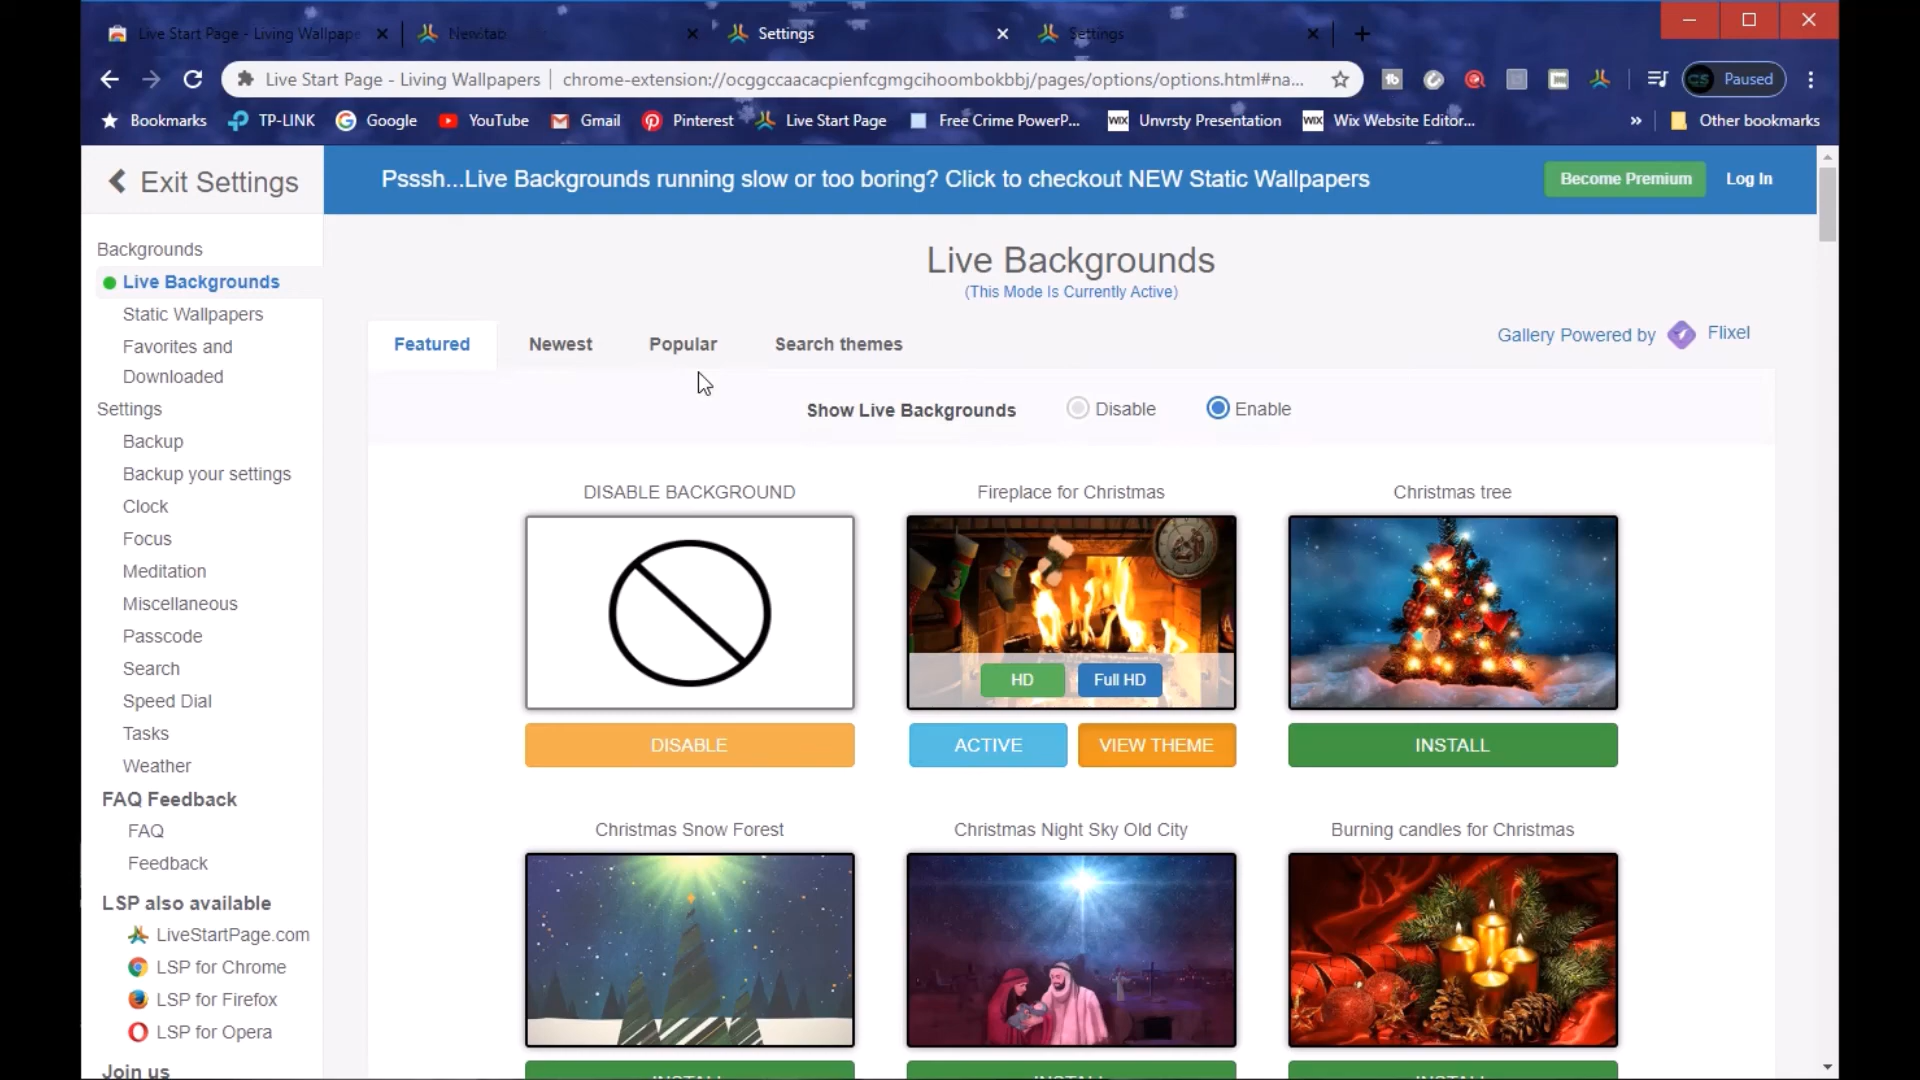 Live Start Page - Living Wallpape
New tab
Settings
Settings
Live Start Page - Living Wallpapers
chrome-extension://ocggccaacacpienfcgmgcihoombokbbj/pages/options/options.html#na...
CS
Paused
Bookmarks
TP-LINK
Google
YouTube
Gmail
Pinterest
Live Start Page
Free Crime PowerP...
WIX
Unvrsty Presentation
WIX
Wix Website Editor...
»
Other bookmarks
Exit Settings
Psssh...Live Backgrounds running slow or too boring? Click to checkout NEW Static Wallpapers
Become Premium
Log In
Backgrounds
Live Backgrounds
Static Wallpapers
Favorites and
Downloaded
Settings
Backup
Backup your settings
Clock
Focus
Meditation
Miscellaneous
Passcode
Search
Speed Dial
Tasks
Weather
FAQ Feedback
FAQ
Feedback
LSP also available
LiveStartPage.com
LSP for Chrome
LSP for Firefox
LSP for Opera
Join us
Live Backgrounds
(This Mode Is Currently Active)
Featured
Newest
Popular
Search themes
Gallery Powered by
Flixel
Show Live Backgrounds
Disable
Enable
DISABLE BACKGROUND
Fireplace for Christmas
Christmas tree
HD
Full HD
DISABLE
ACTIVE
VIEW THEME
INSTALL
Christmas Snow Forest
Christmas Night Sky Old City
Burning candles for Christmas
INSTALL
INSTALL
INSTALL